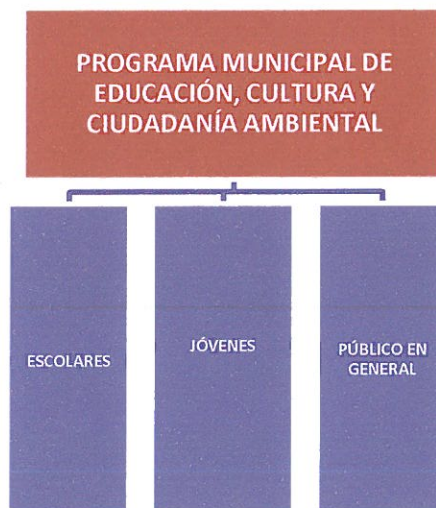 PROGRAMA MUNICIPAL DE
EDUCACIÓN, CULTURA Y
CIUDADANÍA AMBIENTAL
ESCOLARES
JÓVENES
PÚBLICO EN
GENERAL